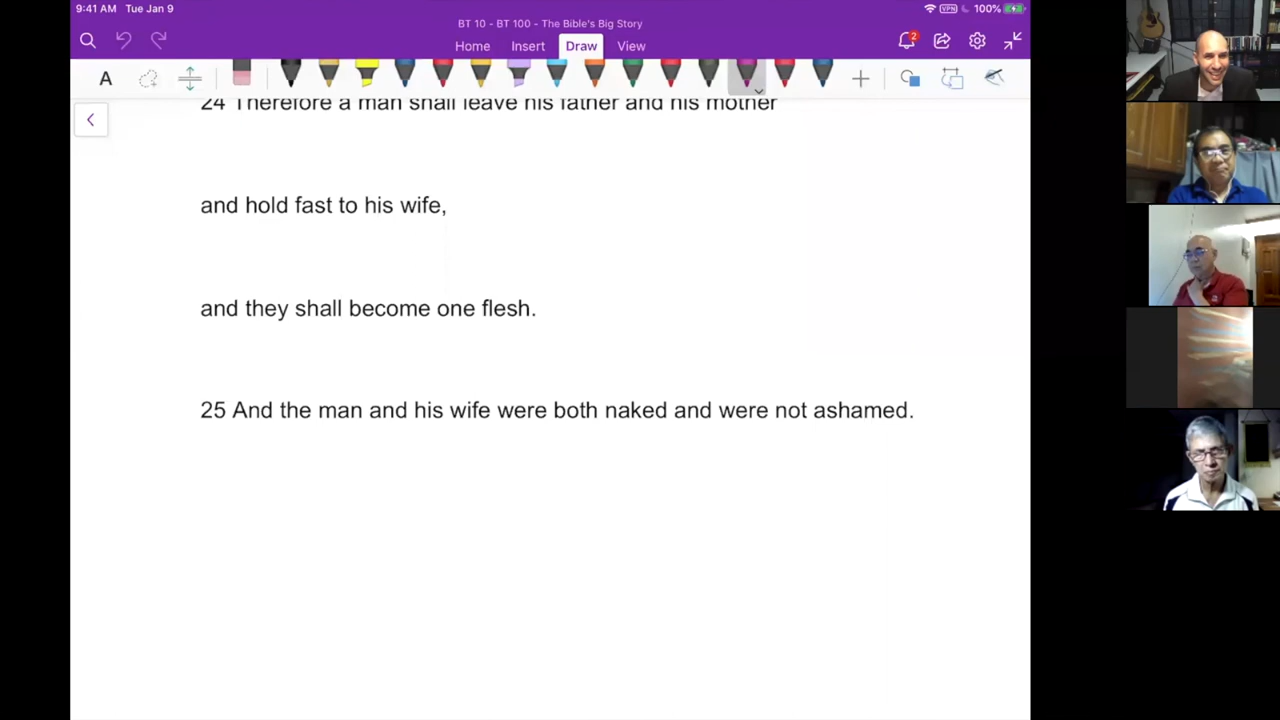 9:41 AM Tue Jan 9
VPN 100%
BT 10 - BT 100 - The Bible's Big Story
Home Insert Draw View
2
A
24 Therefore a man shall leave his father and his mother
and hold fast to his wife,
and they shall become one flesh.
25 And the man and his wife were both naked and were not ashamed.